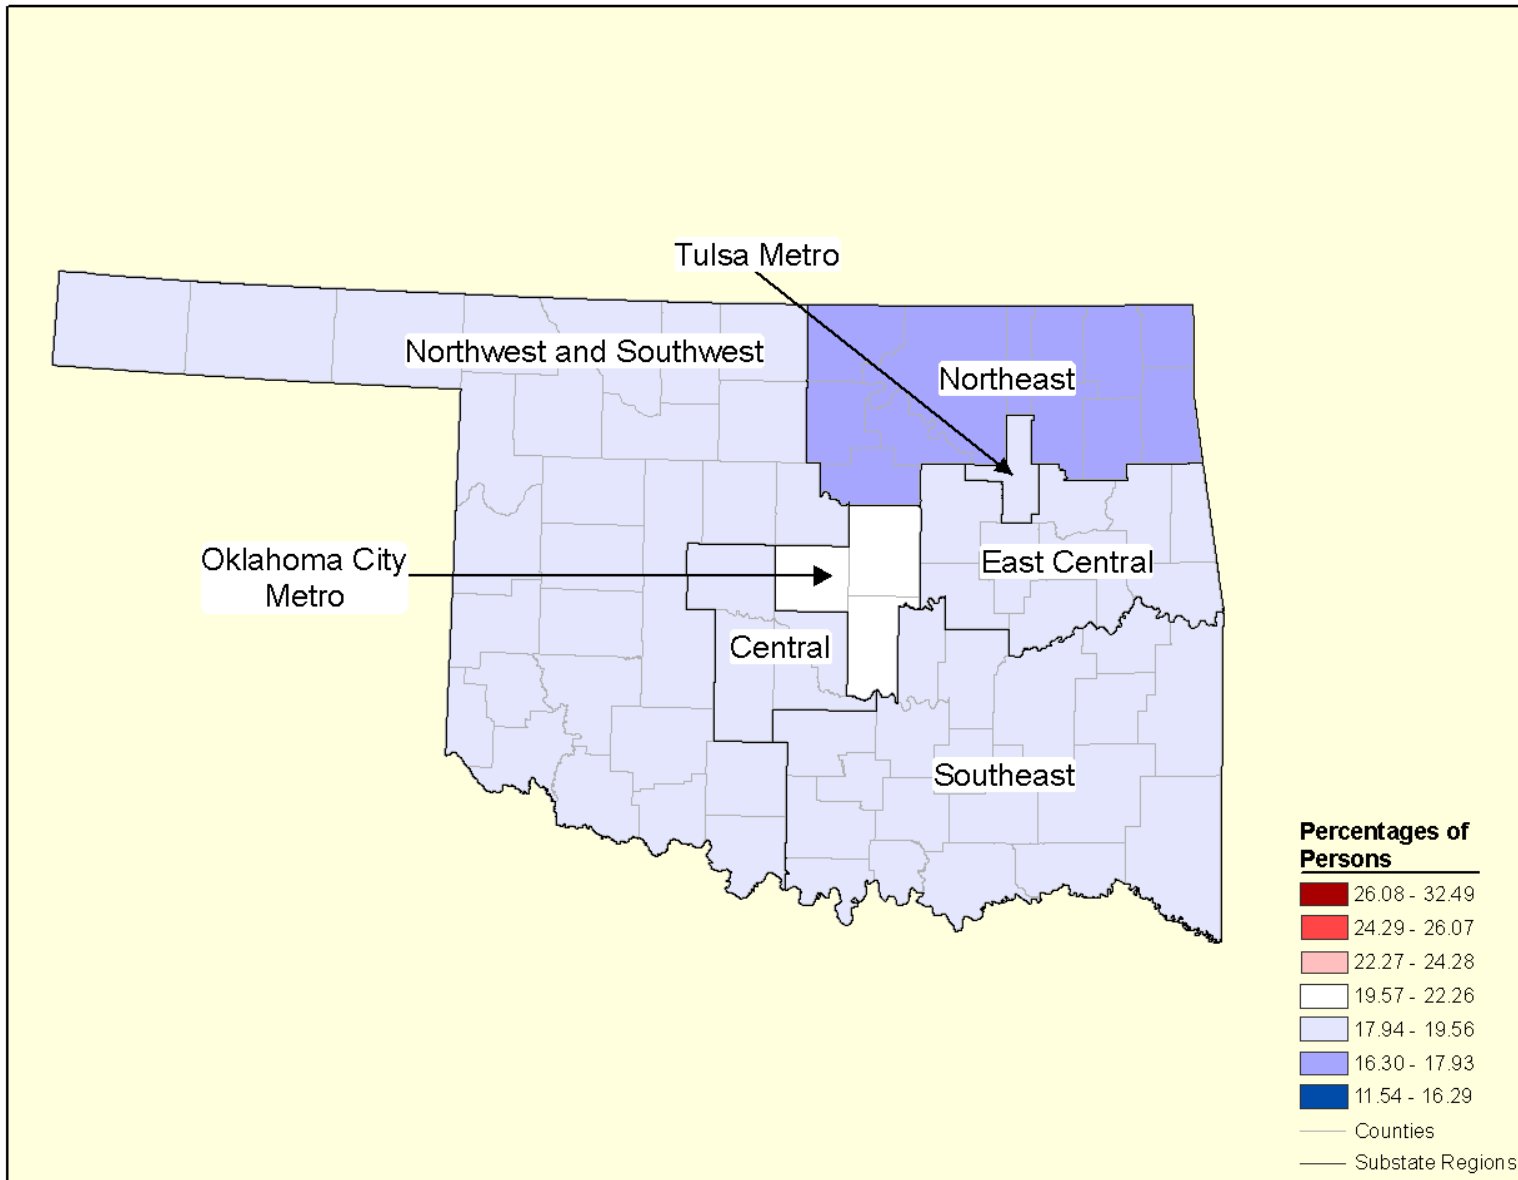 Tulsa Metro
Northwest and Southwest
Northeast
Oklahoma City
Metro
East Central
Central
Southeast
Percentages of
Persons
26.08 - 32.49
24.29 - 26.07
22.27 - 24.28
19.57 - 22.26
17.94 - 19.56
16.30 - 17.93
11.54 - 16.29
Counties
Substate Regions